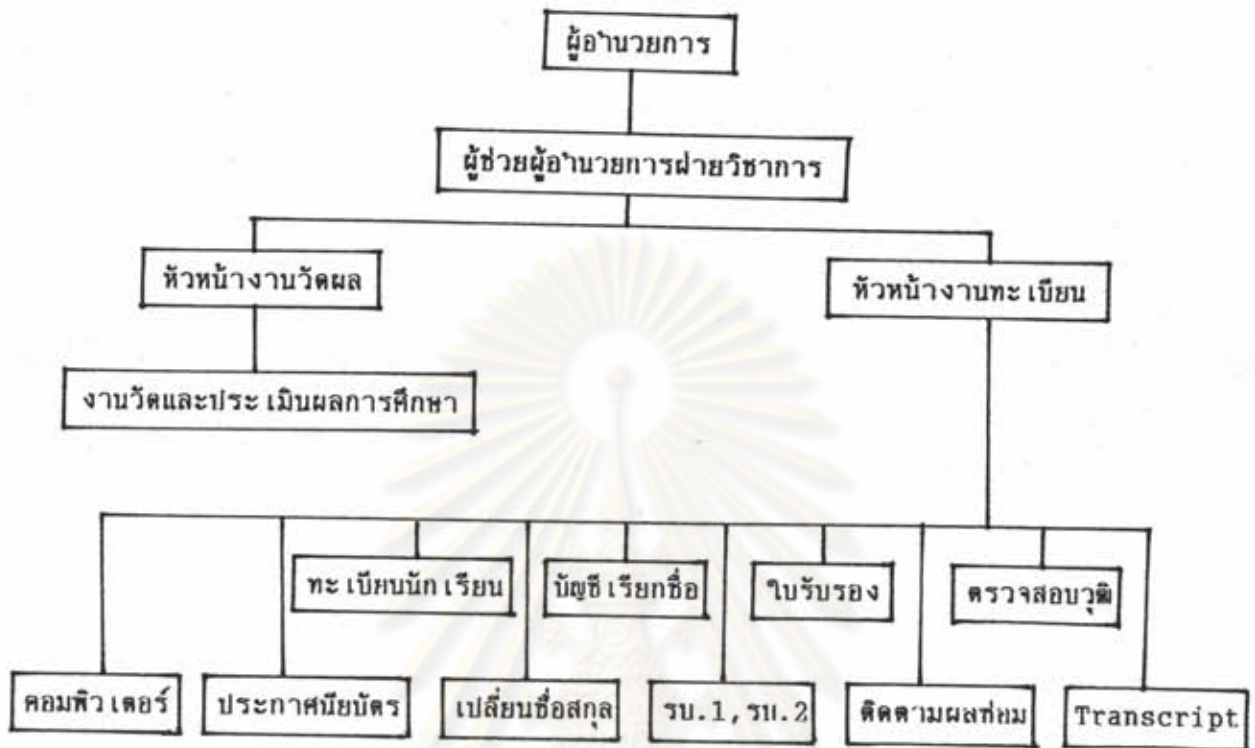 ผู้อำนวยการ
ผู้ช่วยผู้อำนวยการฝ่ายวิชาการ
หัวหน้างานวัดผล
หัวหน้างานทะเบียน
งานวัดและประเมินผลการศึกษา
ทะเบียนนักเรียน
บัญชีเรียกชื่อ
ใบรับรอง
ตรวจสอบวุฒิ
คอมพิวเตอร์
ประกาศนียบัตร
เปลี่ยนชื่อสกุล
รบ.1,รบ.2
ติดตามผลซ่อม
Transcript